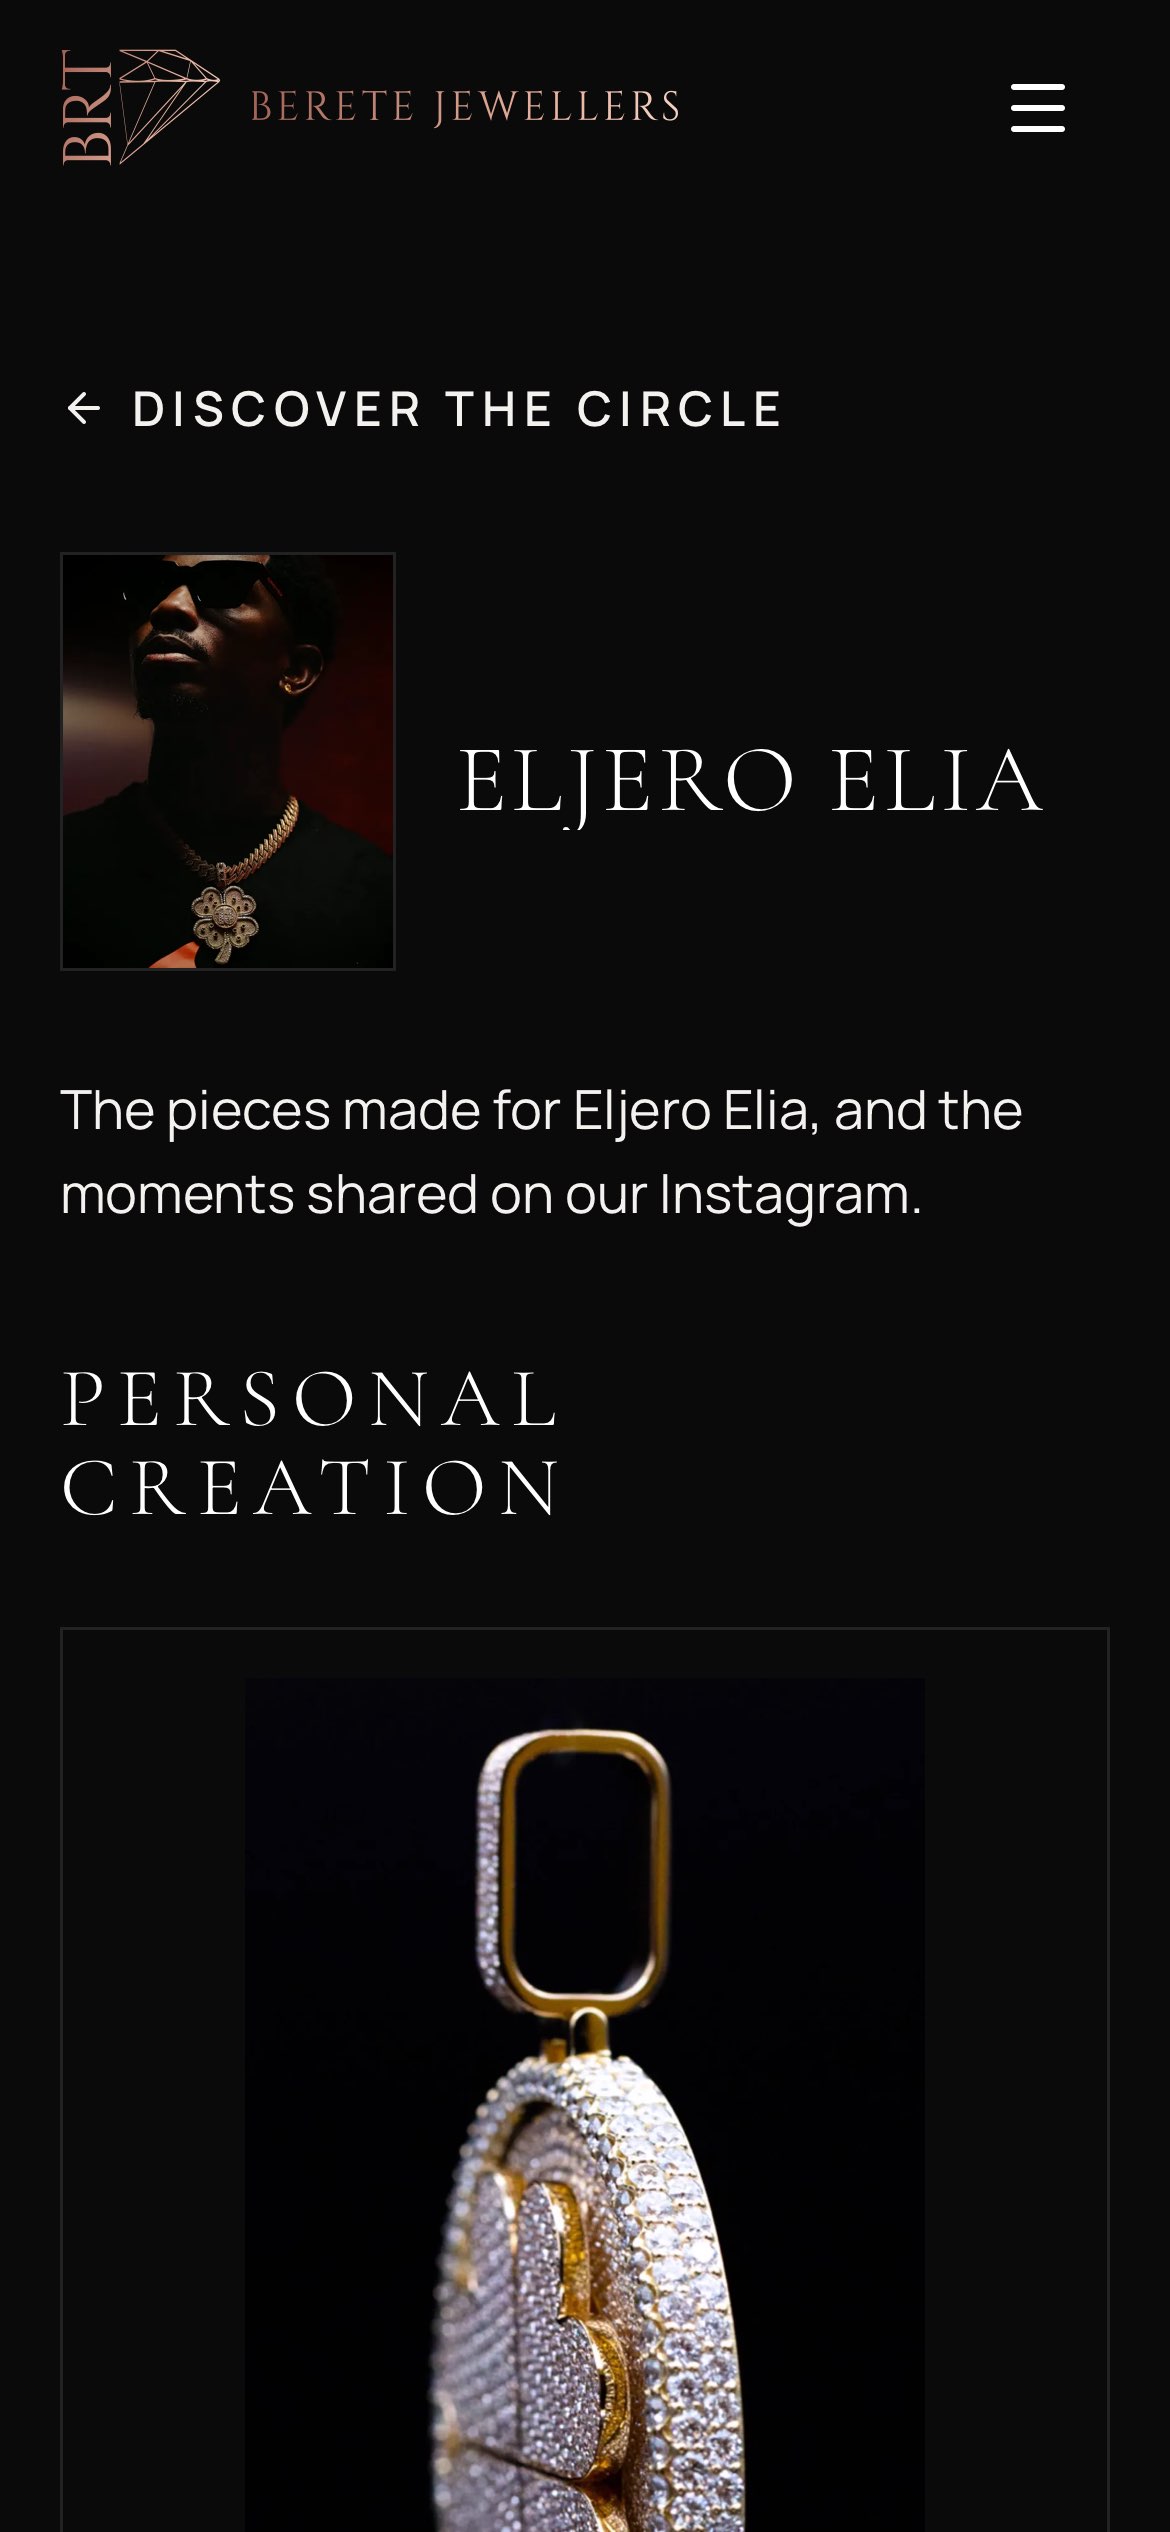 BRT
BERETE JEWELLERS
DISCOVER THE CIRCLE
ELJERO ELIA
The pieces made for Eljero Elia, and the
moments shared on our Instagram.
PERSONAL
CREATION